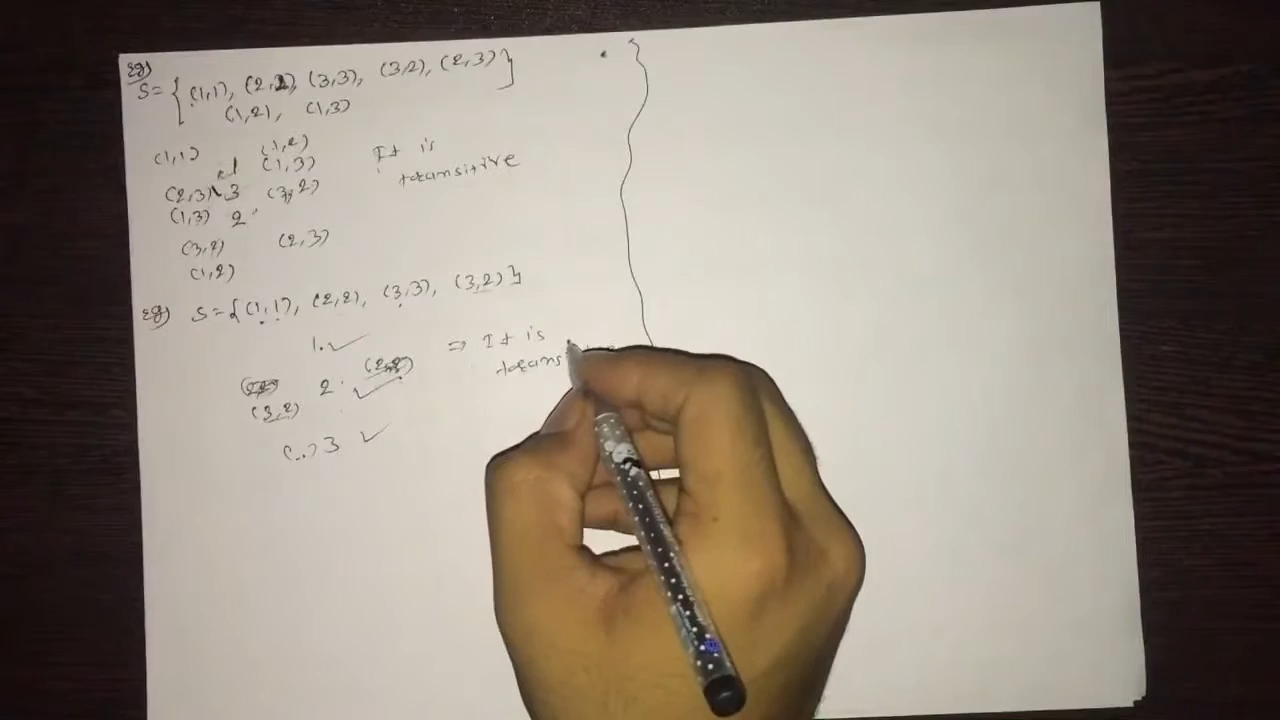 Eg)
S = { (1,1), (2,2), (3,3), (3,2), (2,3) }
(1,2), (1,3)
(1,1) (1,2)
(1,3)
(2,3) 3 (3,2)
(1,3) 2
(3,2) (2,3)
(1,2)
It is
transitive
Eg) S = { (1,1), (2,2), (3,3), (3,2) }
1. ✓
2. ✓
(3,2)
(..) 3 ✓
⇒ It is